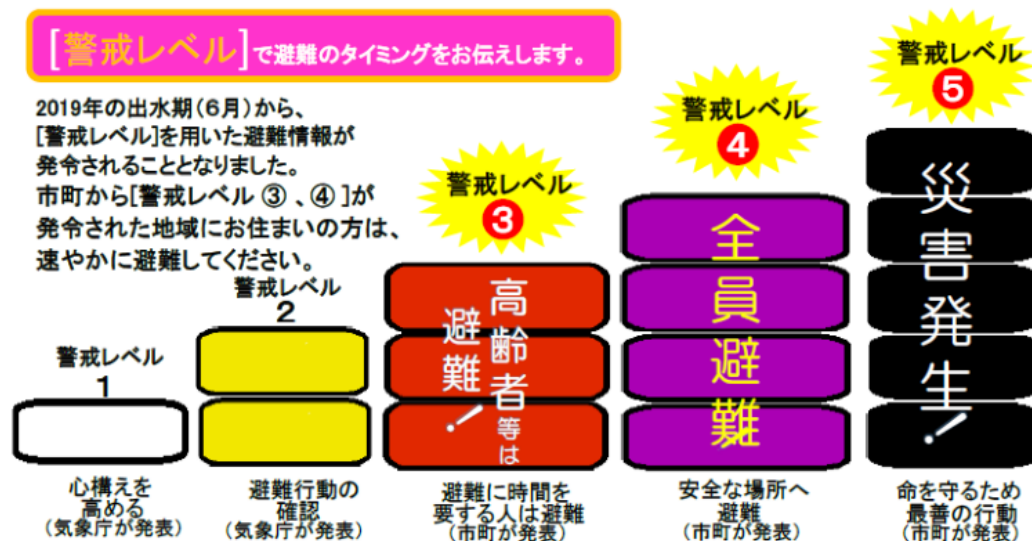 [警戒レベル]で避難のタイミングをお伝えします。
2019年の出水期(6月)から、
[警戒レベル]を用いた避難情報が
発令されることとなりました。
市町から[警戒レベル ③ 、④ ]が
発令された地域にお住まいの方は、
速やかに避難してください。
警戒レベル
1
心構えを
高める
(気象庁が発表)
警戒レベル
2
避難行動の
確認
(気象庁が発表)
警戒レベル
3
高齢者等は
避難!
避難に時間を
要する人は避難
(市町が発表)
警戒レベル
4
全員避難
安全な場所へ
避難
(市町が発表)
警戒レベル
5
災害発生!
命を守るため
最善の行動
(市町が発表)